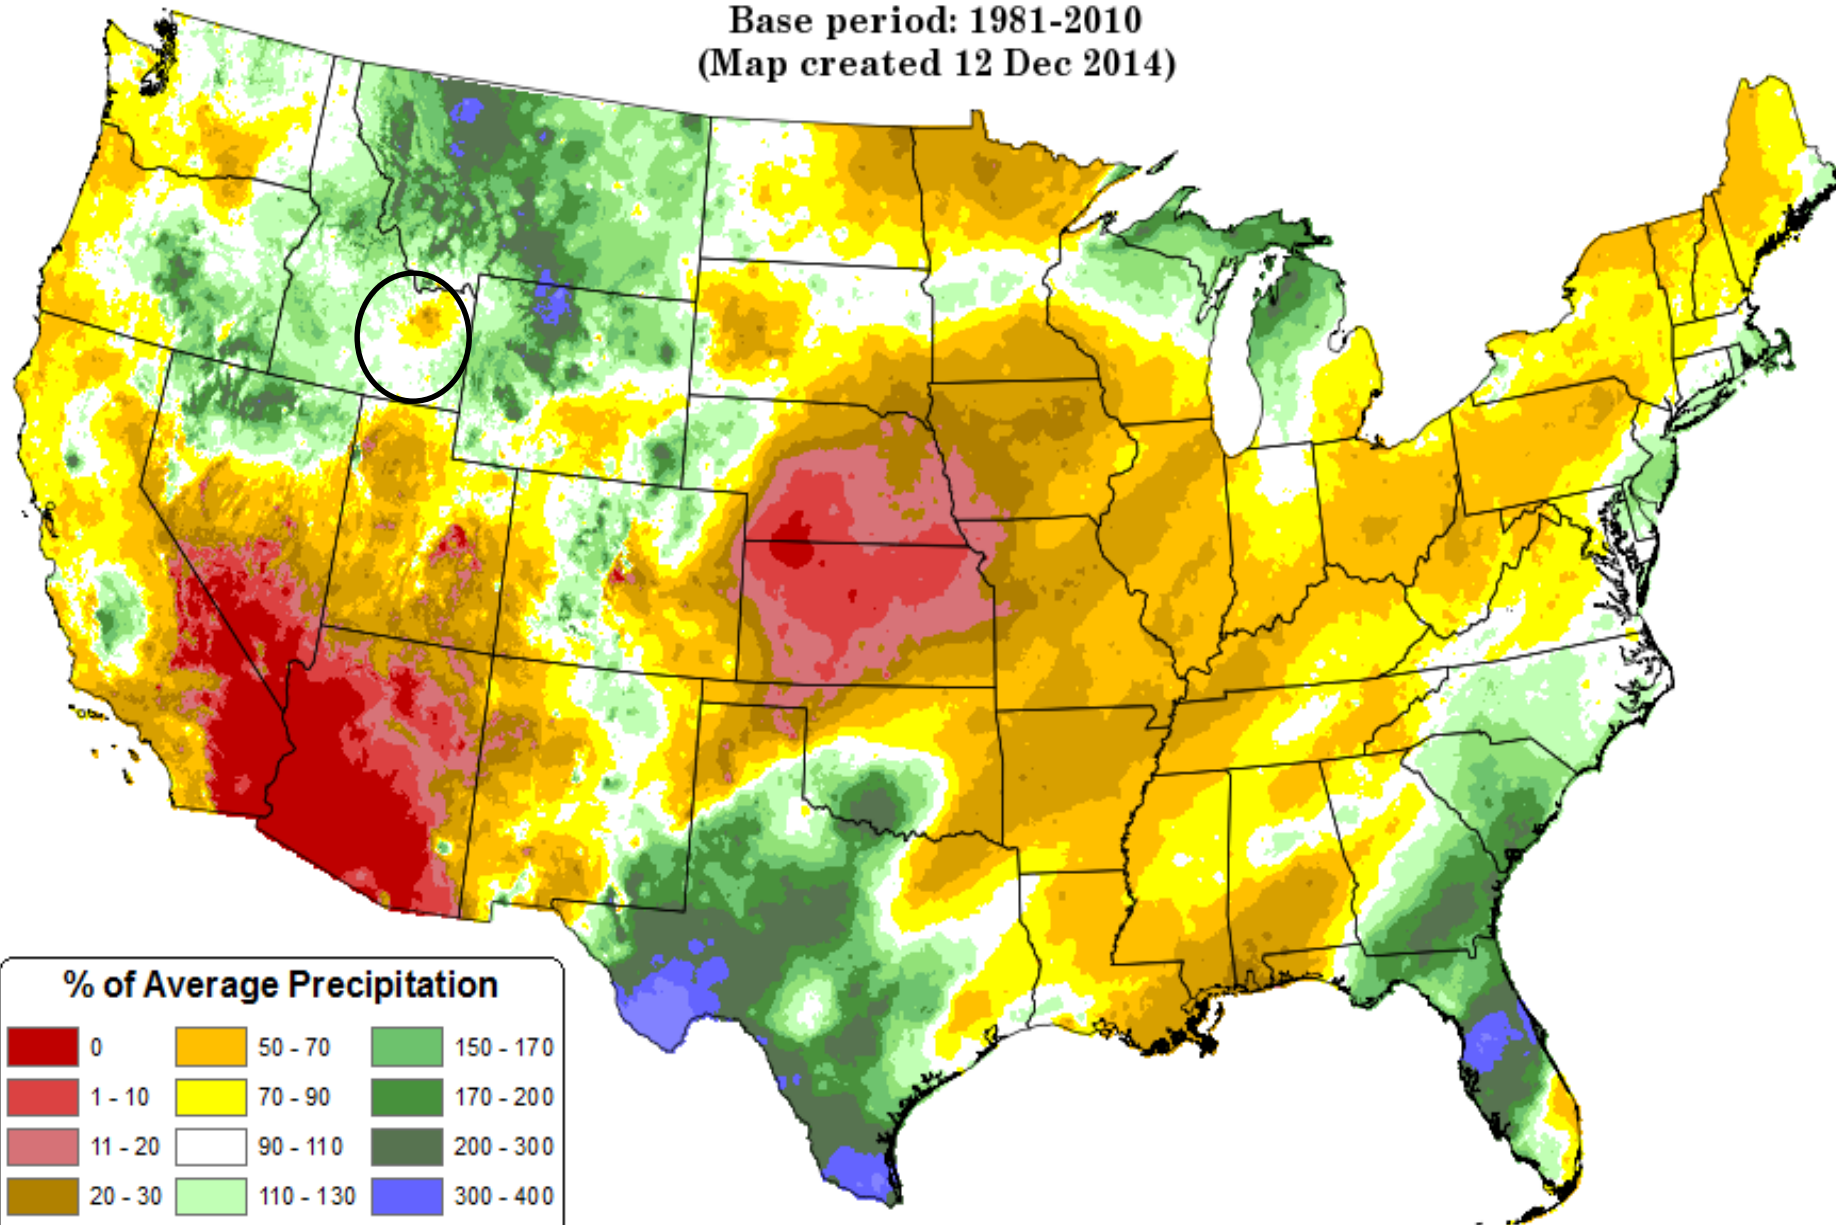 Base period: 1981-2010
(Map created 12 Dec 2014)
% of Average Precipitation
0
50 - 70
150 - 170
1 - 10
70 - 90
170 - 200
11 - 20
90 - 110
200 - 300
20 - 30
110 - 130
300 - 400